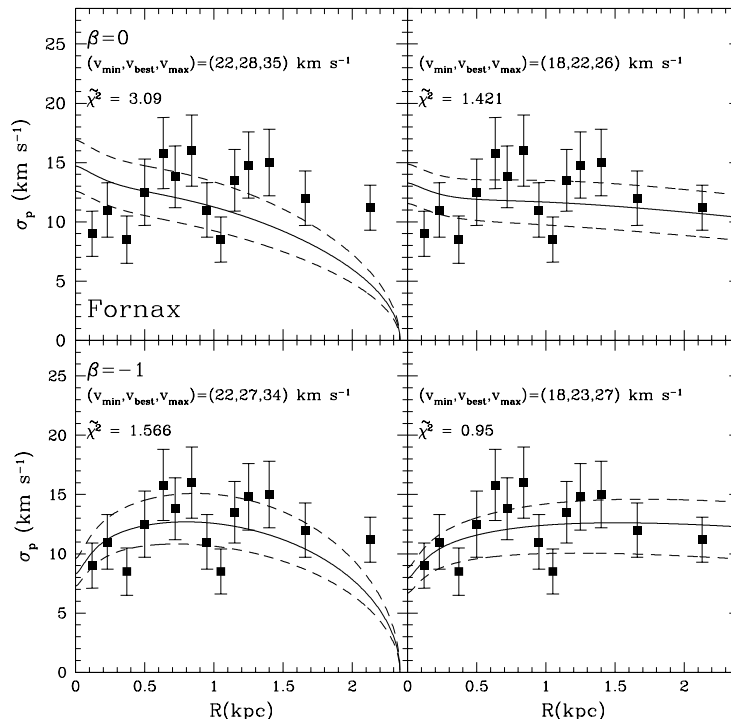 β=0
(v_min,v_best,v_max)=(22,28,35) km s⁻¹
χ̃² = 3.09
Fornax
(v_min,v_best,v_max)=(18,22,26) km s⁻¹
χ̃² = 1.421
25
20
15
10
5
0
σ_p (km s⁻¹)
β=−1
(v_min,v_best,v_max)=(22,27,34) km s⁻¹
χ̃² = 1.566
(v_min,v_best,v_max)=(18,23,27) km s⁻¹
χ̃² = 0.95
25
20
15
10
5
0
σ_p (km s⁻¹)
0 0.5 1 1.5 2
0 0.5 1 1.5 2
R(kpc)
R(kpc)